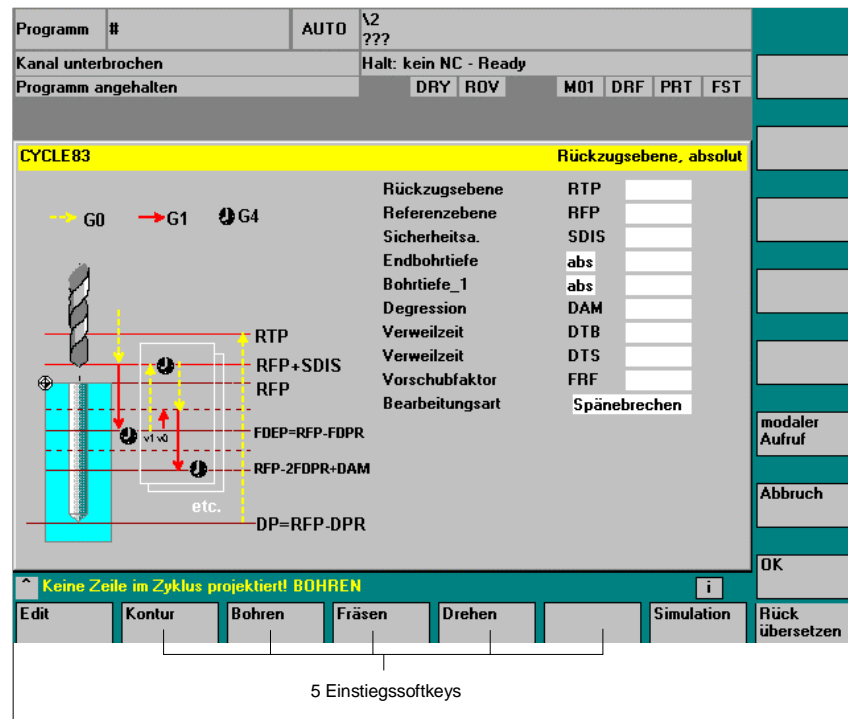 Programm # AUTO \2
???
Kanal unterbrochen Halt: kein NC - Ready
Programm angehalten DRY ROV M01 DRF PRT FST
CYCLE83 Rückzugsebene, absolut
G0 G1 G4
Rückzugsebene RTP
Referenzebene RFP
Sicherheitsa. SDIS
Endbohrtiefe abs
Bohrtiefe_1 abs
Degression DAM
Verweilzeit DTB
Verweilzeit DTS
Vorschubfaktor FRF
Bearbeitungsart Spänebrechen
RTP
RFP+SDIS
RFP
FDEP=RFP-FDPR
v1 v0
RFP-2FDPR+DAM
etc.
DP=RFP-DPR
modaler
Aufruf
Abbruch
OK
^ Keine Zeile im Zyklus projektiert! BOHREN i
Edit Kontur Bohren Fräsen Drehen Simulation Rück
übersetzen
5 Einstiegssoftkeys